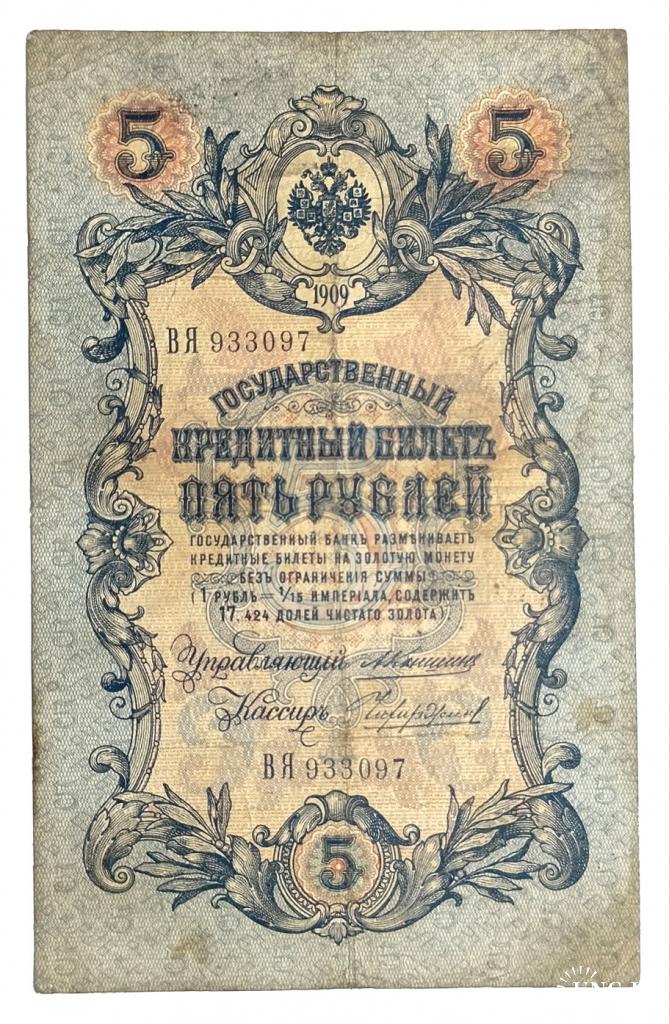 5 5
1909
ВЯ 933097
ГОСУДАРСТВЕННЫЙ
КРЕДИТНЫЙ БИЛЕТЪ
ПЯТЬ РУБЛЕЙ
ГОСУДАРСТВЕННЫЙ БАНКЪ РАЗМѢНИВАЕТЪ
КРЕДИТНЫЕ БИЛЕТЫ НА ЗОЛОТУЮ МОНЕТУ
БЕЗЪ ОГРАНИЧЕНІЯ СУММЫ
(1 РУБЛЬ = 1/15 ИМПЕРІАЛА, СОДЕРЖИТЪ
17,424 ДОЛЕЙ ЧИСТАГО ЗОЛОТА).
Управляющій
Кассиръ
ВЯ 933097
5